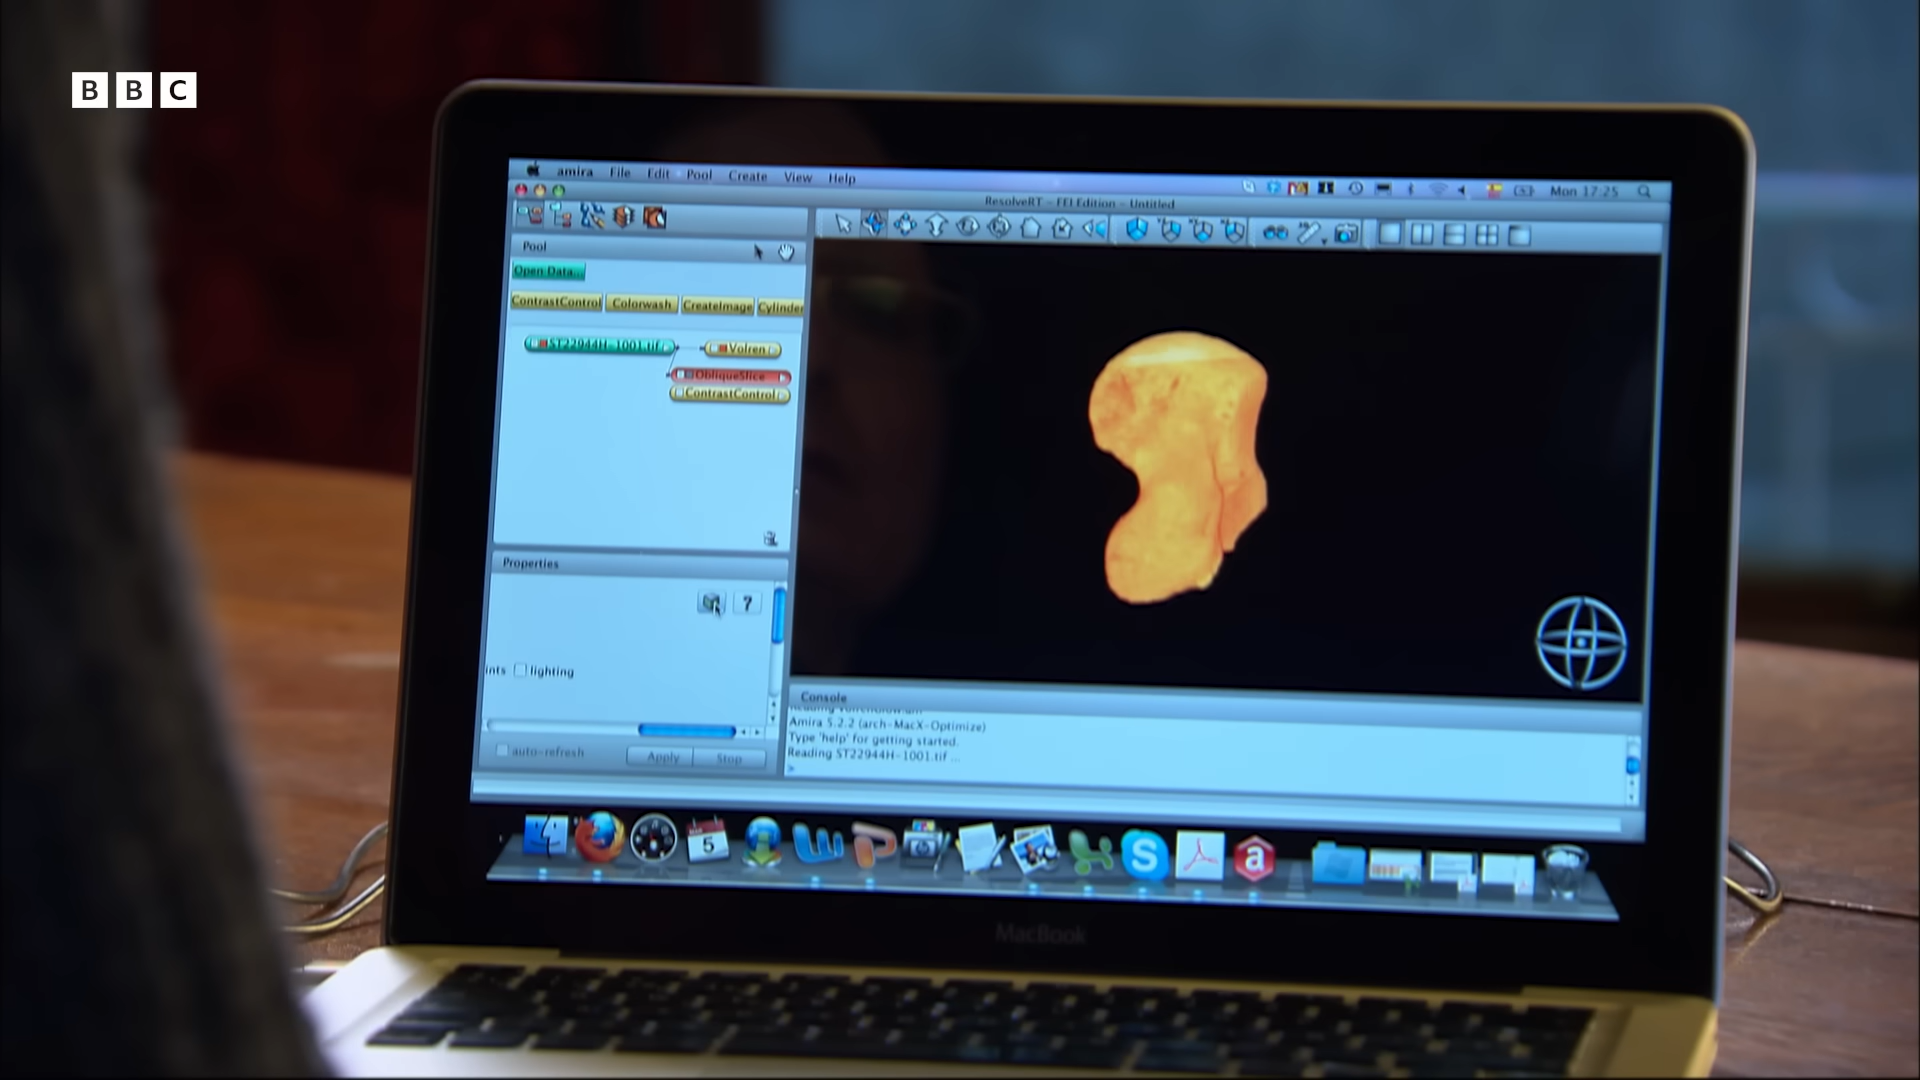 BBC
amira File Edit Pool Create View Help
Mon 17:25
ResolveRT - FEI Edition - Untitled
Pool
Open Data...
ContrastControl Colorwash CreateImage Cylinder
ST22944H-1001.tif
Volren
ObliqueSlice
ContrastControl
Properties
?
lighting
auto-refresh
Apply Stop
Console
Amira 5.2.2 (arch-MacX-Optimize)
Type 'help' for getting started.
Reading ST22944H-1001.tif ...
>
5
S
a
MacBook